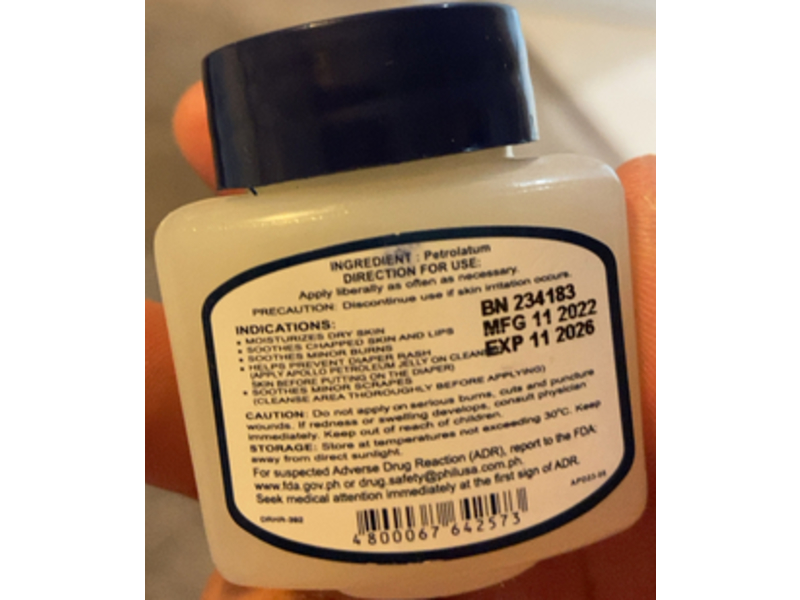 INGREDIENT : Petrolatum
DIRECTION FOR USE:
Apply liberally as often as necessary.
PRECAUTION: Discontinue use if skin irritation occurs.
BN 234183
MFG 11 2022
EXP 11 2026
INDICATIONS:
• MOISTURIZES DRY SKIN
• SOOTHES CHAPPED SKIN AND LIPS
• SOOTHES MINOR BURNS
• HELPS PREVENT DIAPER RASH
(APPLY APOLLO PETROLEUM JELLY ON CLEAN
SKIN BEFORE PUTTING ON THE DIAPER)
• SOOTHES MINOR SCRAPES
(CLEANSE AREA THOROUGHLY BEFORE APPLYING)
CAUTION: Do not apply on serious burns, cuts and puncture
wounds. If redness or swelling develops, consult physician
immediately. Keep out of reach of children.
STORAGE: Store at temperatures not exceeding 30°C. Keep
away from direct sunlight.
For suspected Adverse Drug Reaction (ADR), report to the FDA:
www.fda.gov.ph or drug.safety@philusa.com.ph.
Seek medical attention immediately at the first sign of ADR.
DRHR-392
4 800067 642573